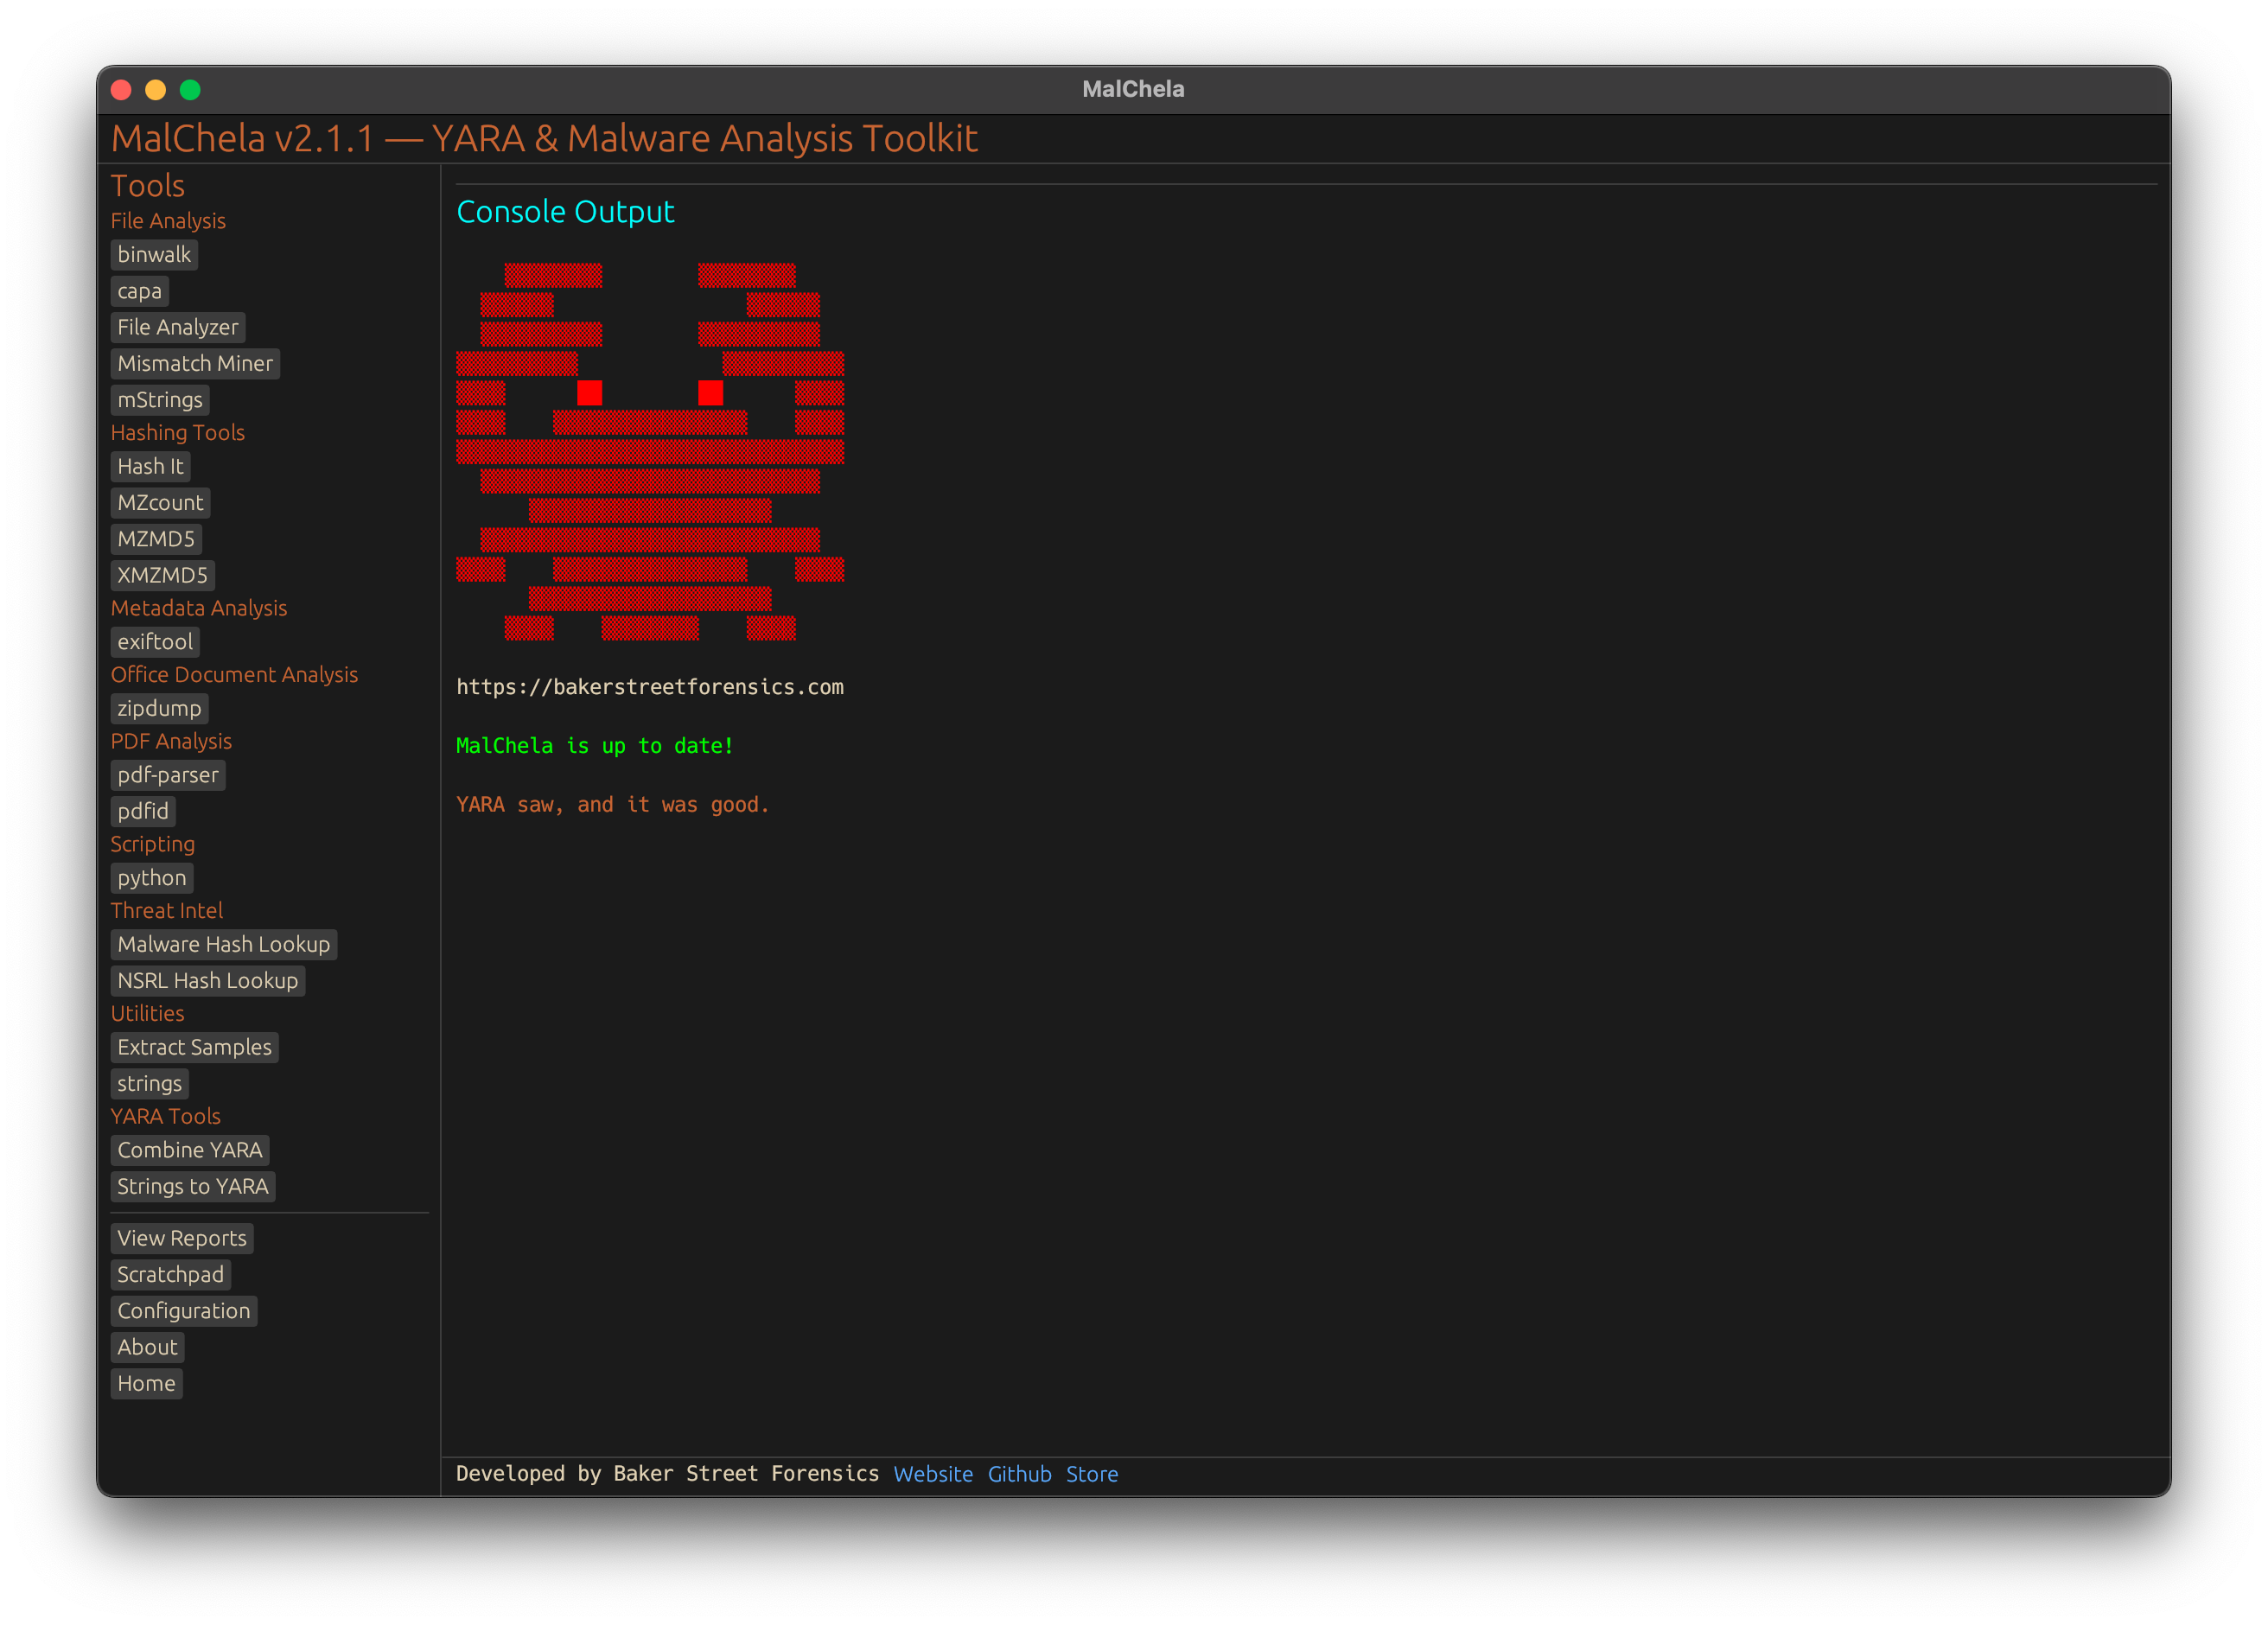 MalChela
MalChela v2.1.1 — YARA & Malware Analysis Toolkit
Tools
File Analysis
binwalk
capa
File Analyzer
Mismatch Miner
mStrings
Hashing Tools
Hash It
MZcount
MZMD5
XMZMD5
Metadata Analysis
exiftool
Office Document Analysis
zipdump
PDF Analysis
pdf-parser
pdfid
Scripting
python
Threat Intel
Malware Hash Lookup
NSRL Hash Lookup
Utilities
Extract Samples
strings
YARA Tools
Combine YARA
Strings to YARA
View Reports
Scratchpad
Configuration
About
Home
Console Output
https://bakerstreetforensics.com
MalChela is up to date!
YARA saw, and it was good.
Developed by Baker Street Forensics Website Github Store